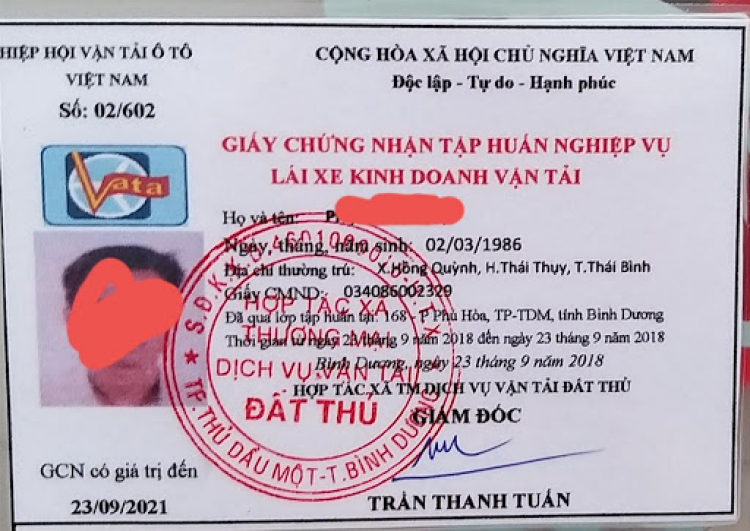 HIỆP HỘI VẬN TẢI Ô TÔ
VIỆT NAM
Số: 02/602
CỘNG HÒA XÃ HỘI CHỦ NGHĨA VIỆT NAM
Độc lập - Tự do - Hạnh phúc
Vata
GIẤY CHỨNG NHẬN TẬP HUẤN NGHIỆP VỤ
LÁI XE KINH DOANH VẬN TẢI
Họ và tên:
Ngày, tháng, năm sinh: 02/03/1986
Địa chỉ thường trú: X.Hồng Quỳnh, H.Thái Thụy, T.Thái Bình
Giấy CMND: 034086002329
Đã qua lớp tập huấn tại: 168 - P Phú Hòa, TP-TDM, tỉnh Bình Dương
Thời gian từ ngày 23 tháng 9 năm 2018 đến ngày 23 tháng 9 năm 2018
Bình Dương, ngày 23 tháng 9 năm 2018
HỢP TÁC XÃ TM DỊCH VỤ VẬN TẢI ĐẤT THỦ
GIÁM ĐỐC
TRẦN THANH TUẤN
GCN có giá trị đến
23/09/2021
HỢP TÁC XÃ
THƯƠNG MẠI
DỊCH VỤ VẬN TẢI
ĐẤT THỦ
TP.THỦ DẦU MỘT-T.BÌNH DƯƠNG